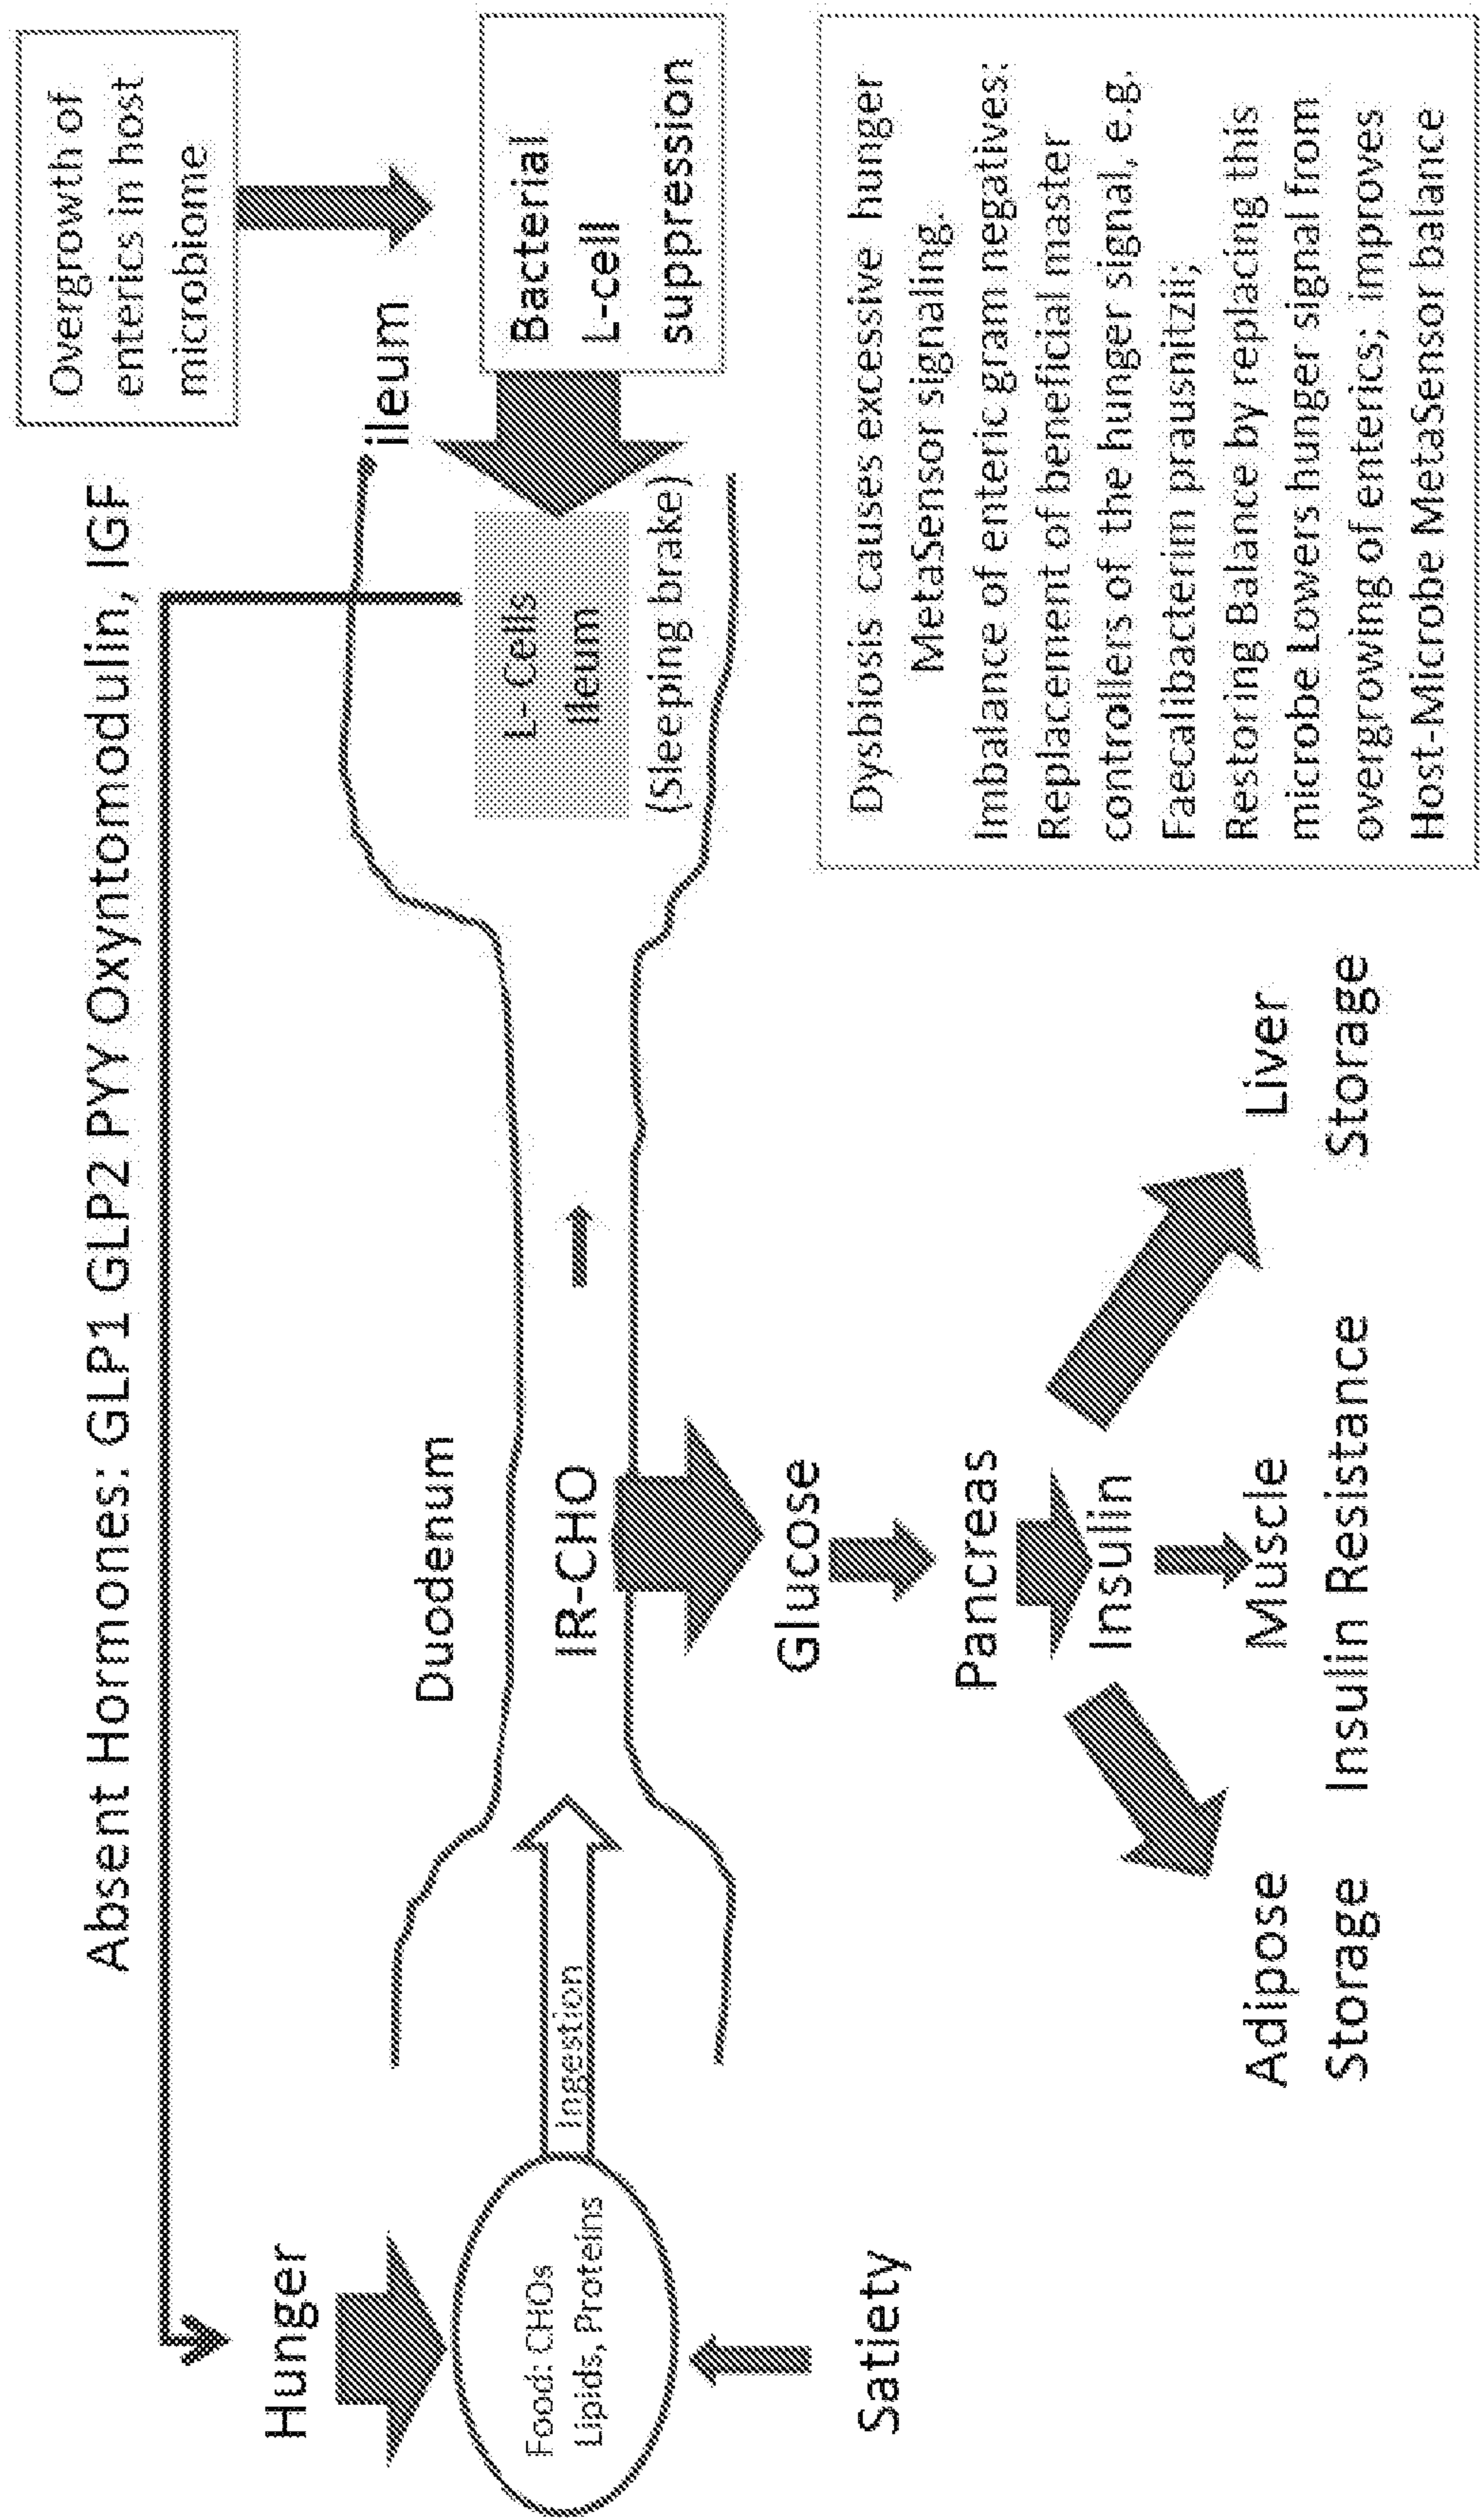 Absent Hormones: GLP1 GLP2 PYY Oxyntomodulin, IGF
Overgrowth of
enterics in host
microbiome
Hunger
Food: CHOs
Lipids, Proteins
Ingestion
Satiety
Duodenum
IR-CHO
ileum
L- Cells
Ileum
(Sleeping brake)
Bacterial
L-cell
suppression
Glucose
Pancreas
Insulin
Adipose
Storage
Muscle
Insulin Resistance
Liver
Storage
Dysbiosis causes excessive hunger
MetaSensor signaling.
Imbalance of enteric gram negatives:
Replacement of beneficial master
controllers of the hunger signal, e.g.
Faecalibacterim prausnitzii;
Restoring Balance by replacing this
microbe Lowers hunger signal from
overgrowing of enterics; improves
Host-Microbe MetaSensor balance